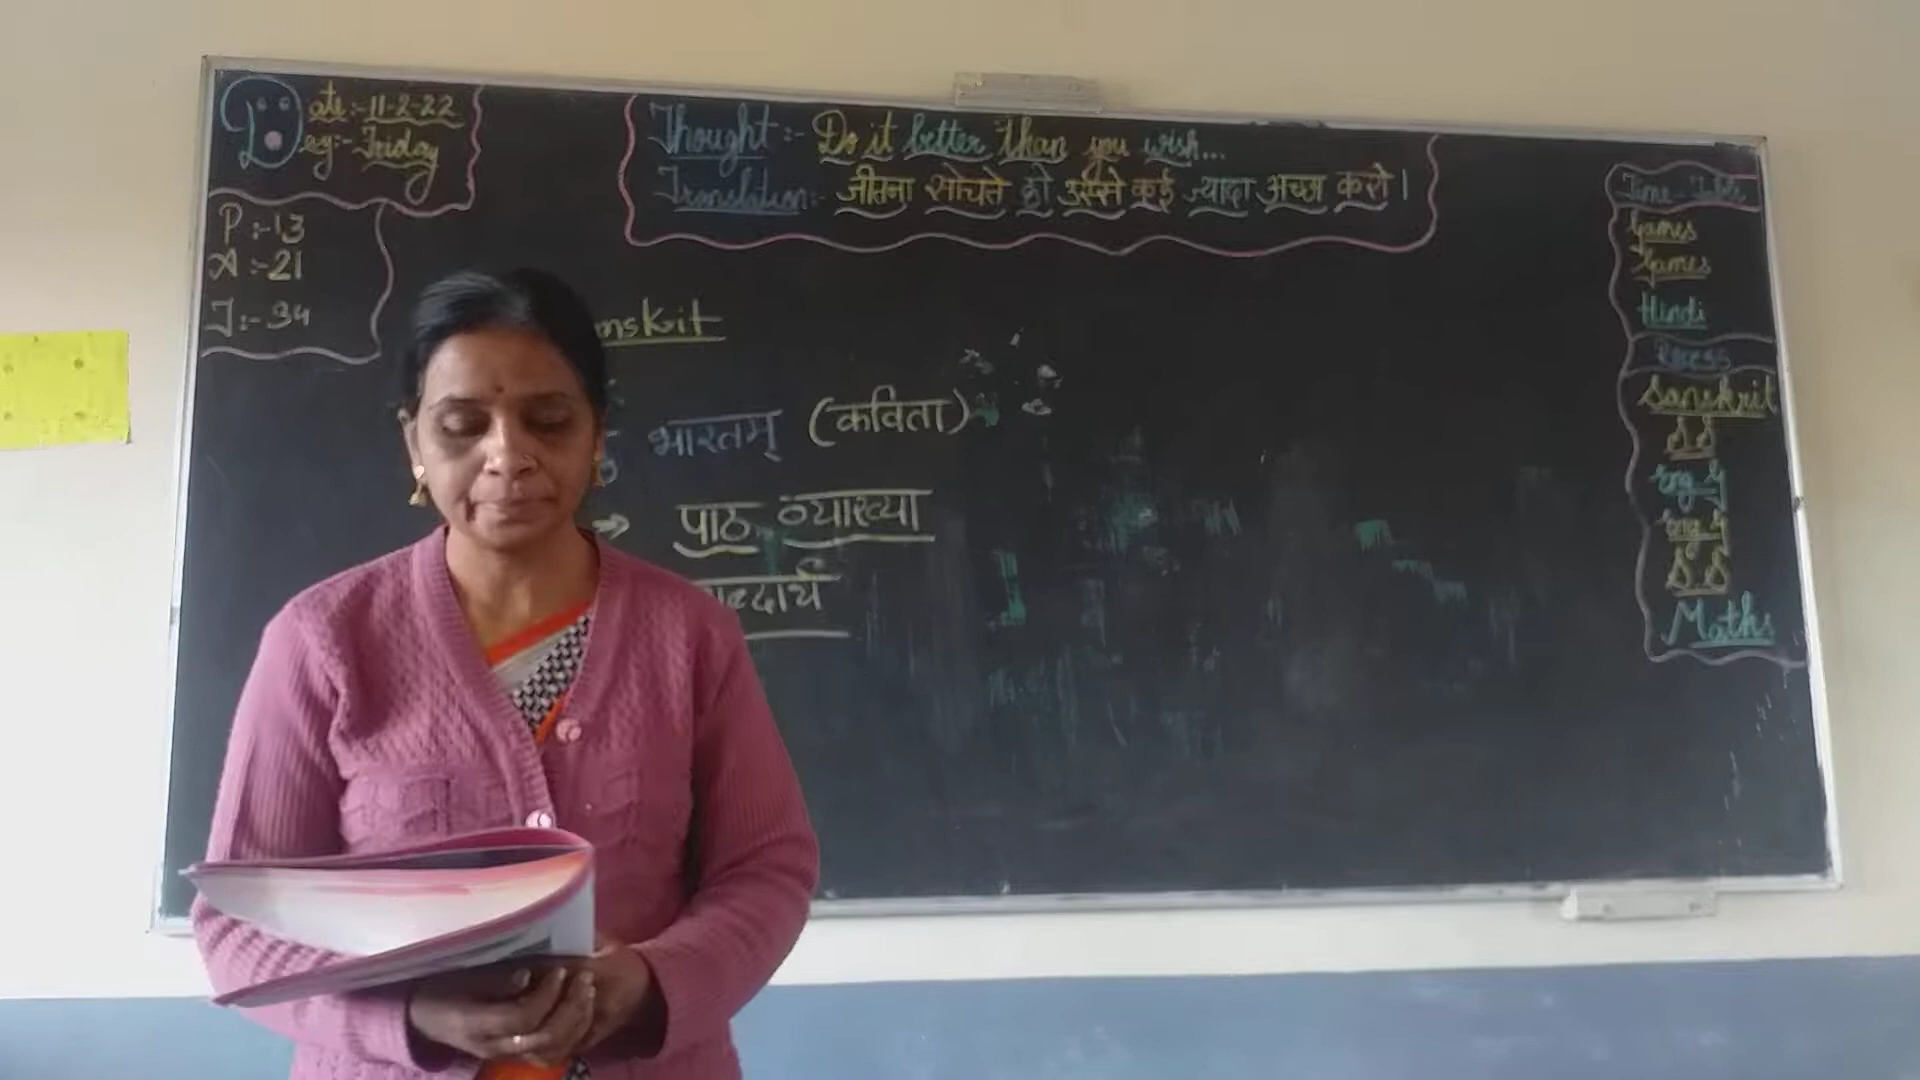 Date:- 11-2-22
Day:- Friday
P:-13
A:-21
T:-34
Thought:- Do it better than you wish...
Translation:- जीतना सोचते हो उससे कई ज्यादा अच्छा करो।
Time-Table
Games
Games
Hindi
Recess
Sanskrit
S.S
Eng
Eng
S.S
Maths
nskrit
भारतम् (कविता)
→ पाठ व्याख्या
ब्दार्थ